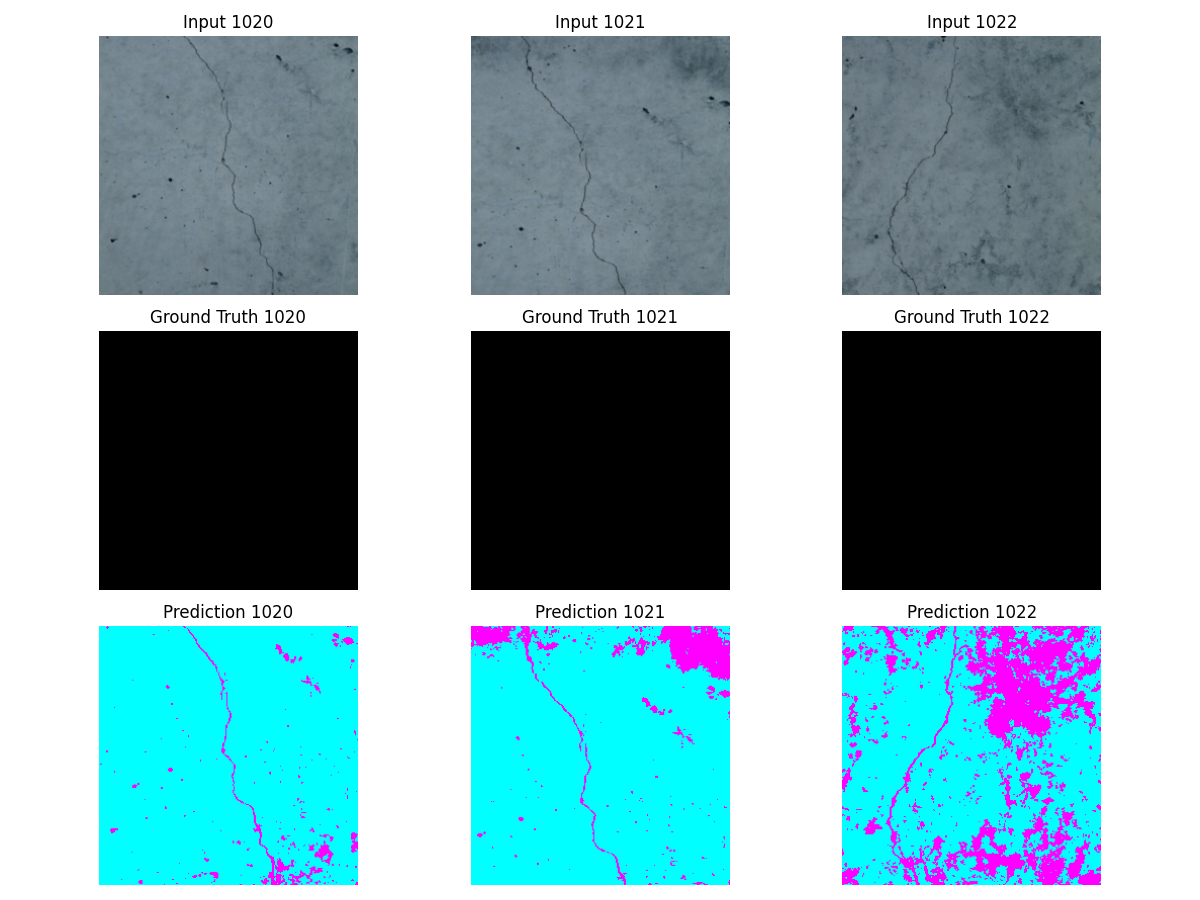 Input 1020
Input 1021
Input 1022
Ground Truth 1020
Ground Truth 1021
Ground Truth 1022
Prediction 1020
Prediction 1021
Prediction 1022